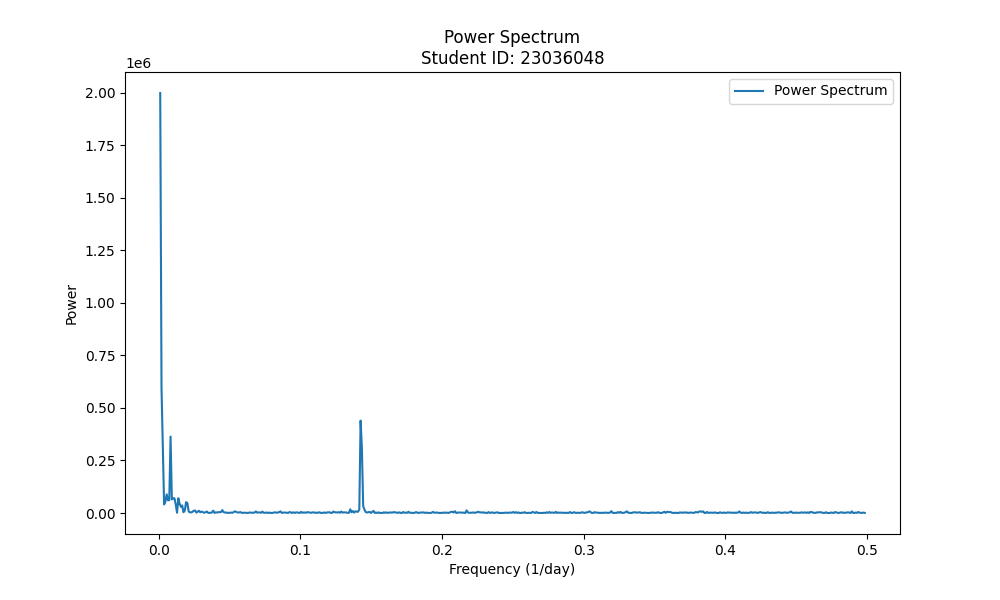 Power Spectrum
Student ID: 23036048
1e6
Power Spectrum
2.00
1.75
1.50
1.25
1.00
0.75
0.50
0.25
0.00
Power
0.0 0.1 0.2 0.3 0.4 0.5
Frequency (1/day)